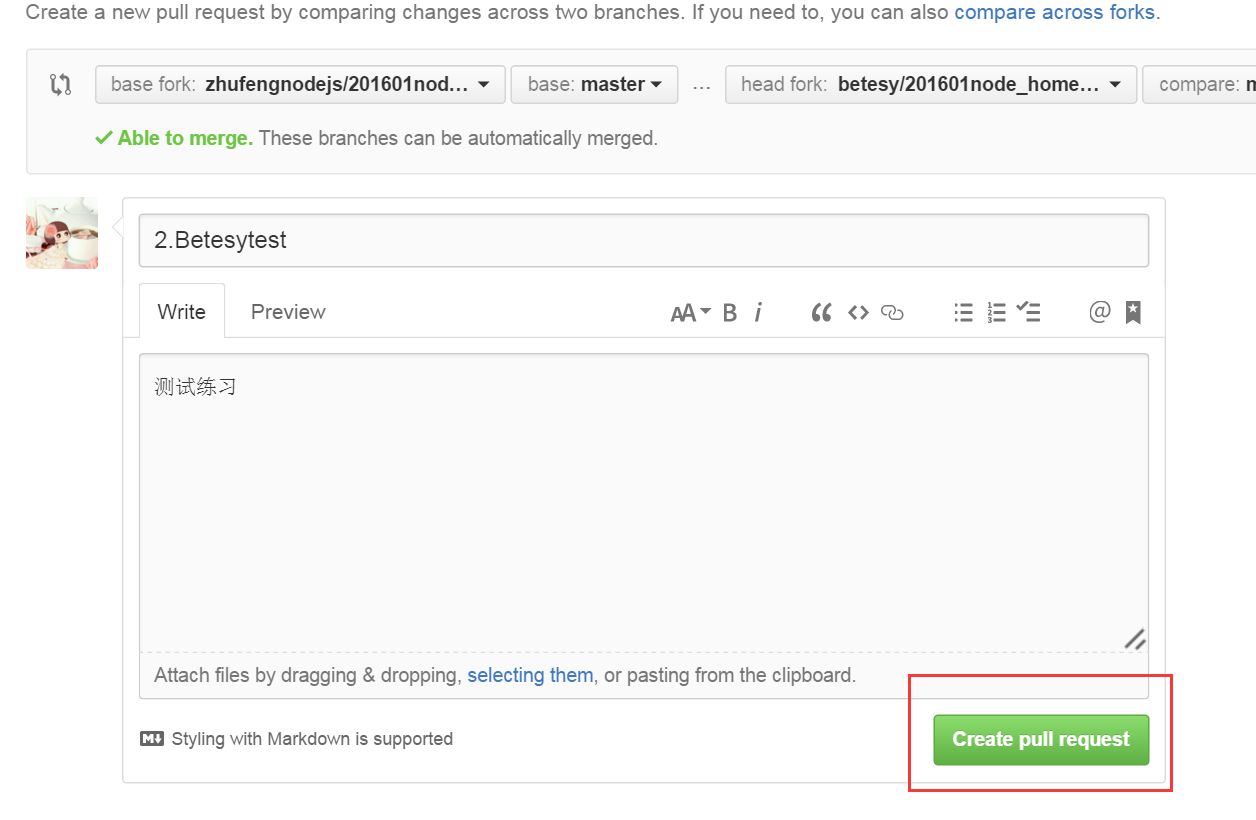 Create a new pull request by comparing changes across two branches. If you need to, you can also compare across forks.
base fork: zhufengnodejs/201601nod… base: master … head fork: betesy/201601node_home… compare:
✓ Able to merge. These branches can be automatically merged.
2.Betesytest
Write Preview AA B i “ <> @
测试练习
Attach files by dragging & dropping, selecting them, or pasting from the clipboard.
M↓ Styling with Markdown is supported
Create pull request